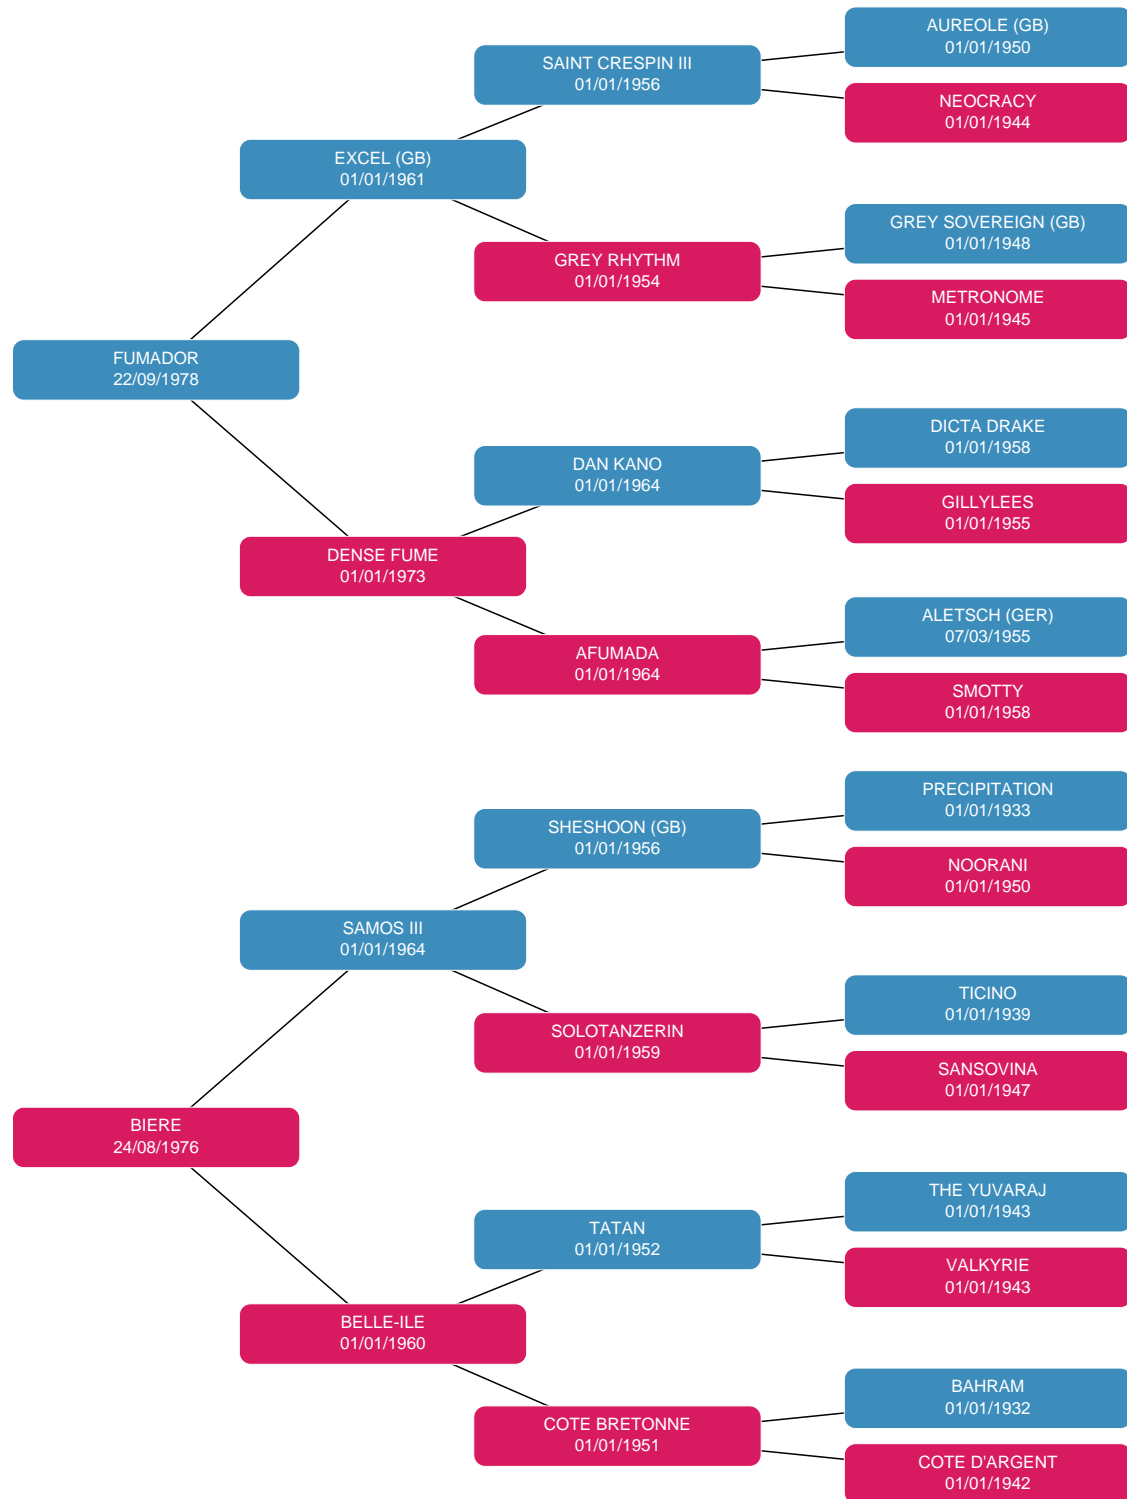 AUREOLE (GB)
01/01/1950
SAINT CRESPIN III
01/01/1956
NEOCRACY
01/01/1944
EXCEL (GB)
01/01/1961
GREY SOVEREIGN (GB)
01/01/1948
GREY RHYTHM
01/01/1954
METRONOME
01/01/1945
FUMADOR
22/09/1978
DICTA DRAKE
01/01/1958
DAN KANO
01/01/1964
GILLYLEES
01/01/1955
DENSE FUME
01/01/1973
ALETSCH (GER)
07/03/1955
AFUMADA
01/01/1964
SMOTTY
01/01/1958
PRECIPITATION
01/01/1933
SHESHOON (GB)
01/01/1956
NOORANI
01/01/1950
SAMOS III
01/01/1964
TICINO
01/01/1939
SOLOTANZERIN
01/01/1959
SANSOVINA
01/01/1947
BIERE
24/08/1976
THE YUVARAJ
01/01/1943
TATAN
01/01/1952
VALKYRIE
01/01/1943
BELLE-ILE
01/01/1960
BAHRAM
01/01/1932
COTE BRETONNE
01/01/1951
COTE D'ARGENT
01/01/1942